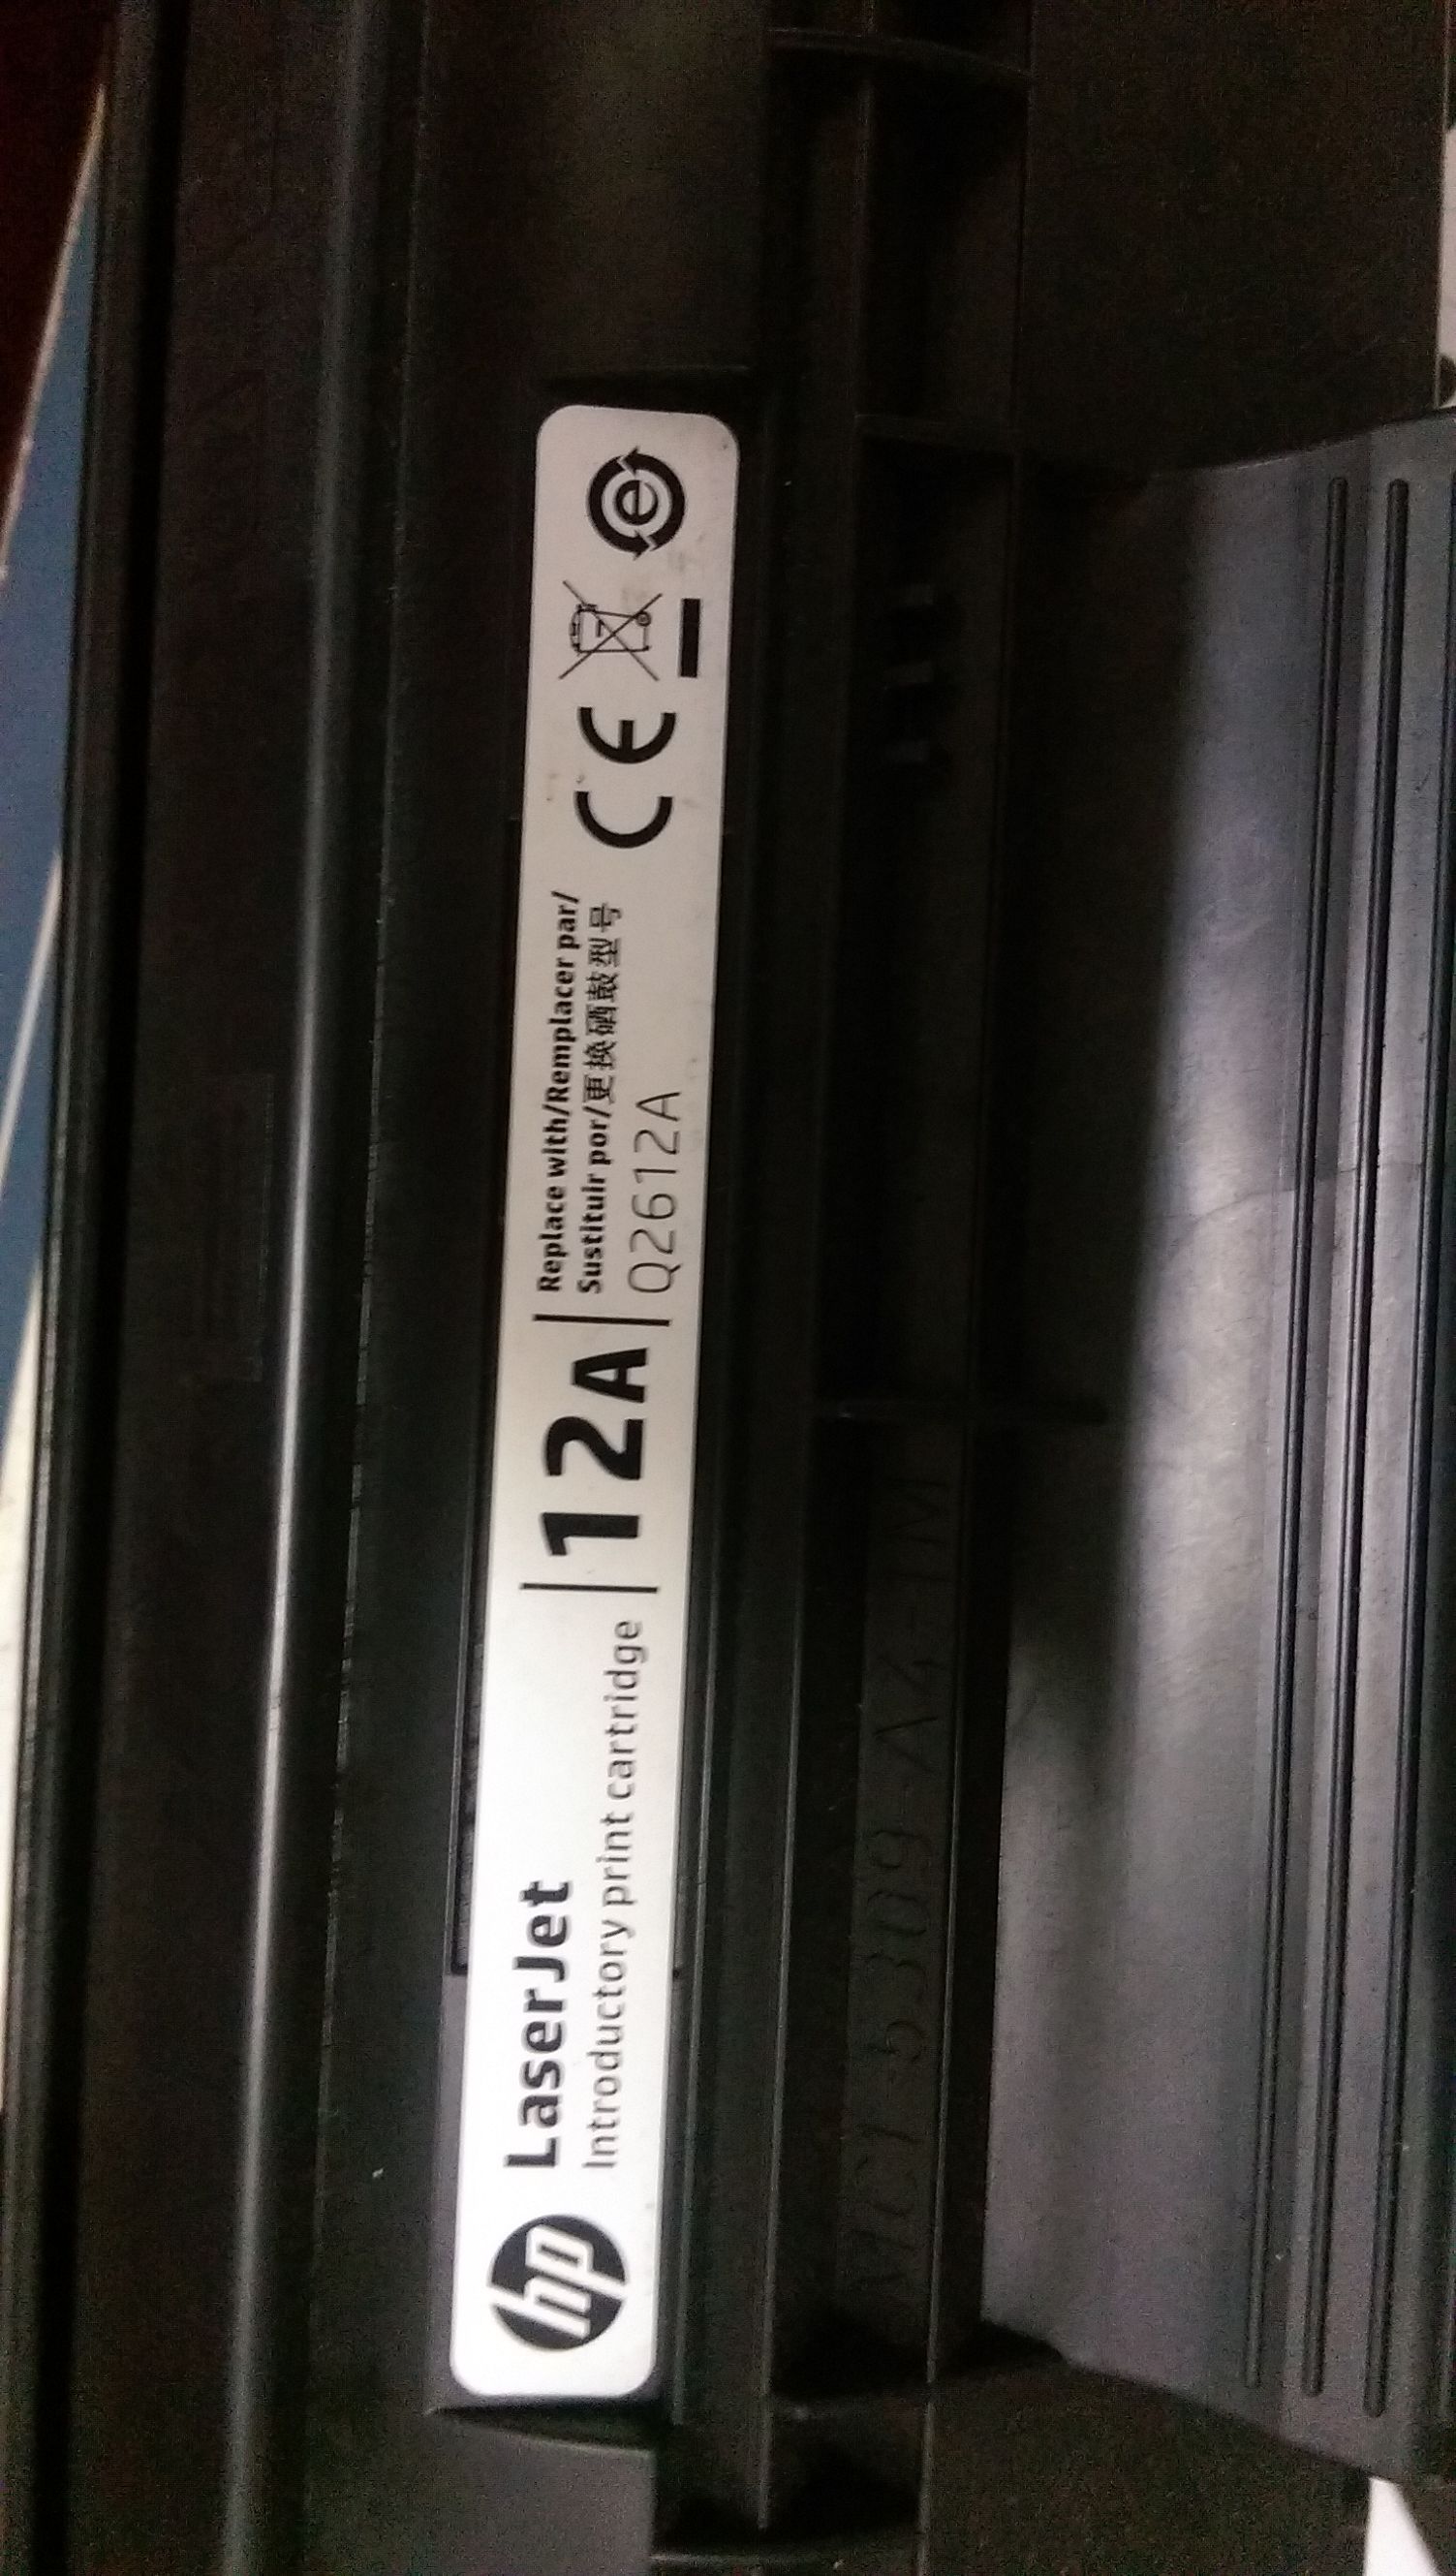 hp
LaserJet
Introductory print cartridge
12A
Replace with/Remplacer par/
Sustituir por/更换硒鼓型号
Q2612A
CE
e